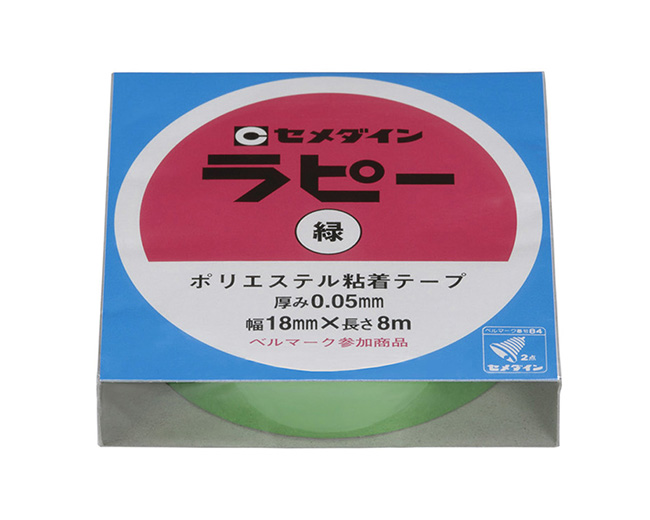 C セメダイン
ラピー
緑
ポリエステル粘着テープ
厚み0.05mm
幅18mm×長さ8m
ベルマーク参加商品
ベルマーク番号64
2点
セメダイン